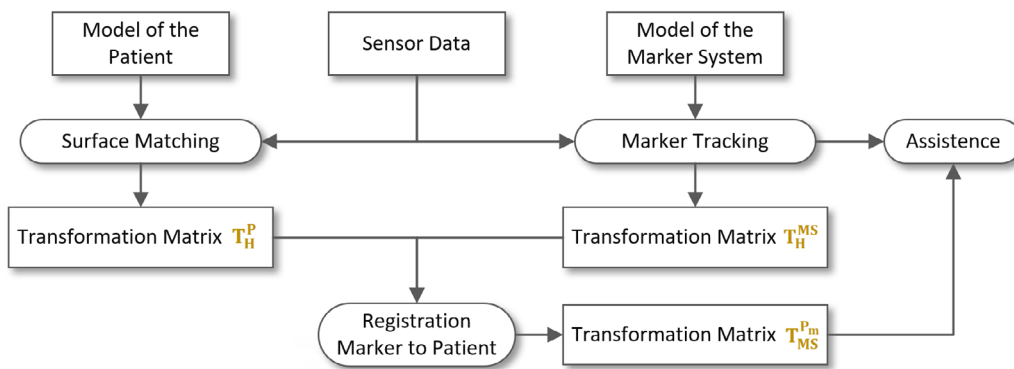 Model of the
Patient
Sensor Data
Model of the
Marker System
Surface Matching
Marker Tracking
Assistence
Transformation Matrix T_H^P
Transformation Matrix T_H^MS
Registration
Marker to Patient
Transformation Matrix T_MS^P_m